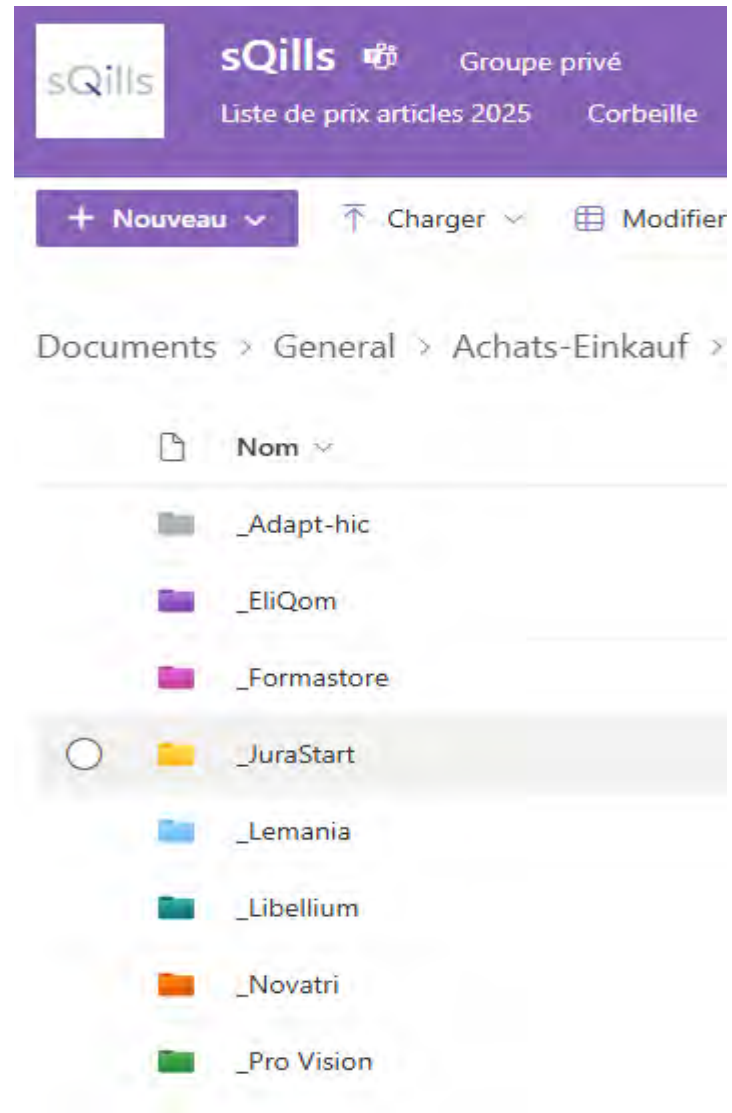 sQills
sQills Groupe privé
Liste de prix articles 2025 Corbeille
+ Nouveau Charger Modifier
Documents > General > Achats-Einkauf >
Nom
_Adapt-hic
_EliQom
_Formastore
_JuraStart
_Lemania
_Libellium
_Novatri
_Pro Vision